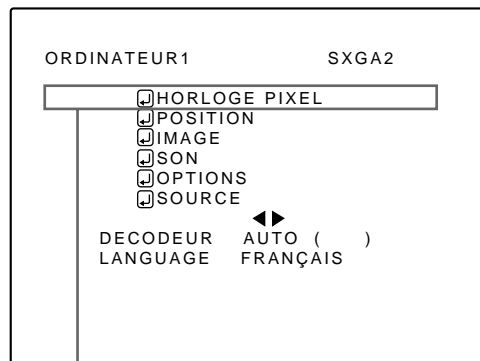 ORDINATEUR1 SXGA2
HORLOGE PIXEL
POSITION
IMAGE
SON
OPTIONS
SOURCE
DECODEUR AUTO ( )
LANGUAGE FRANÇAIS